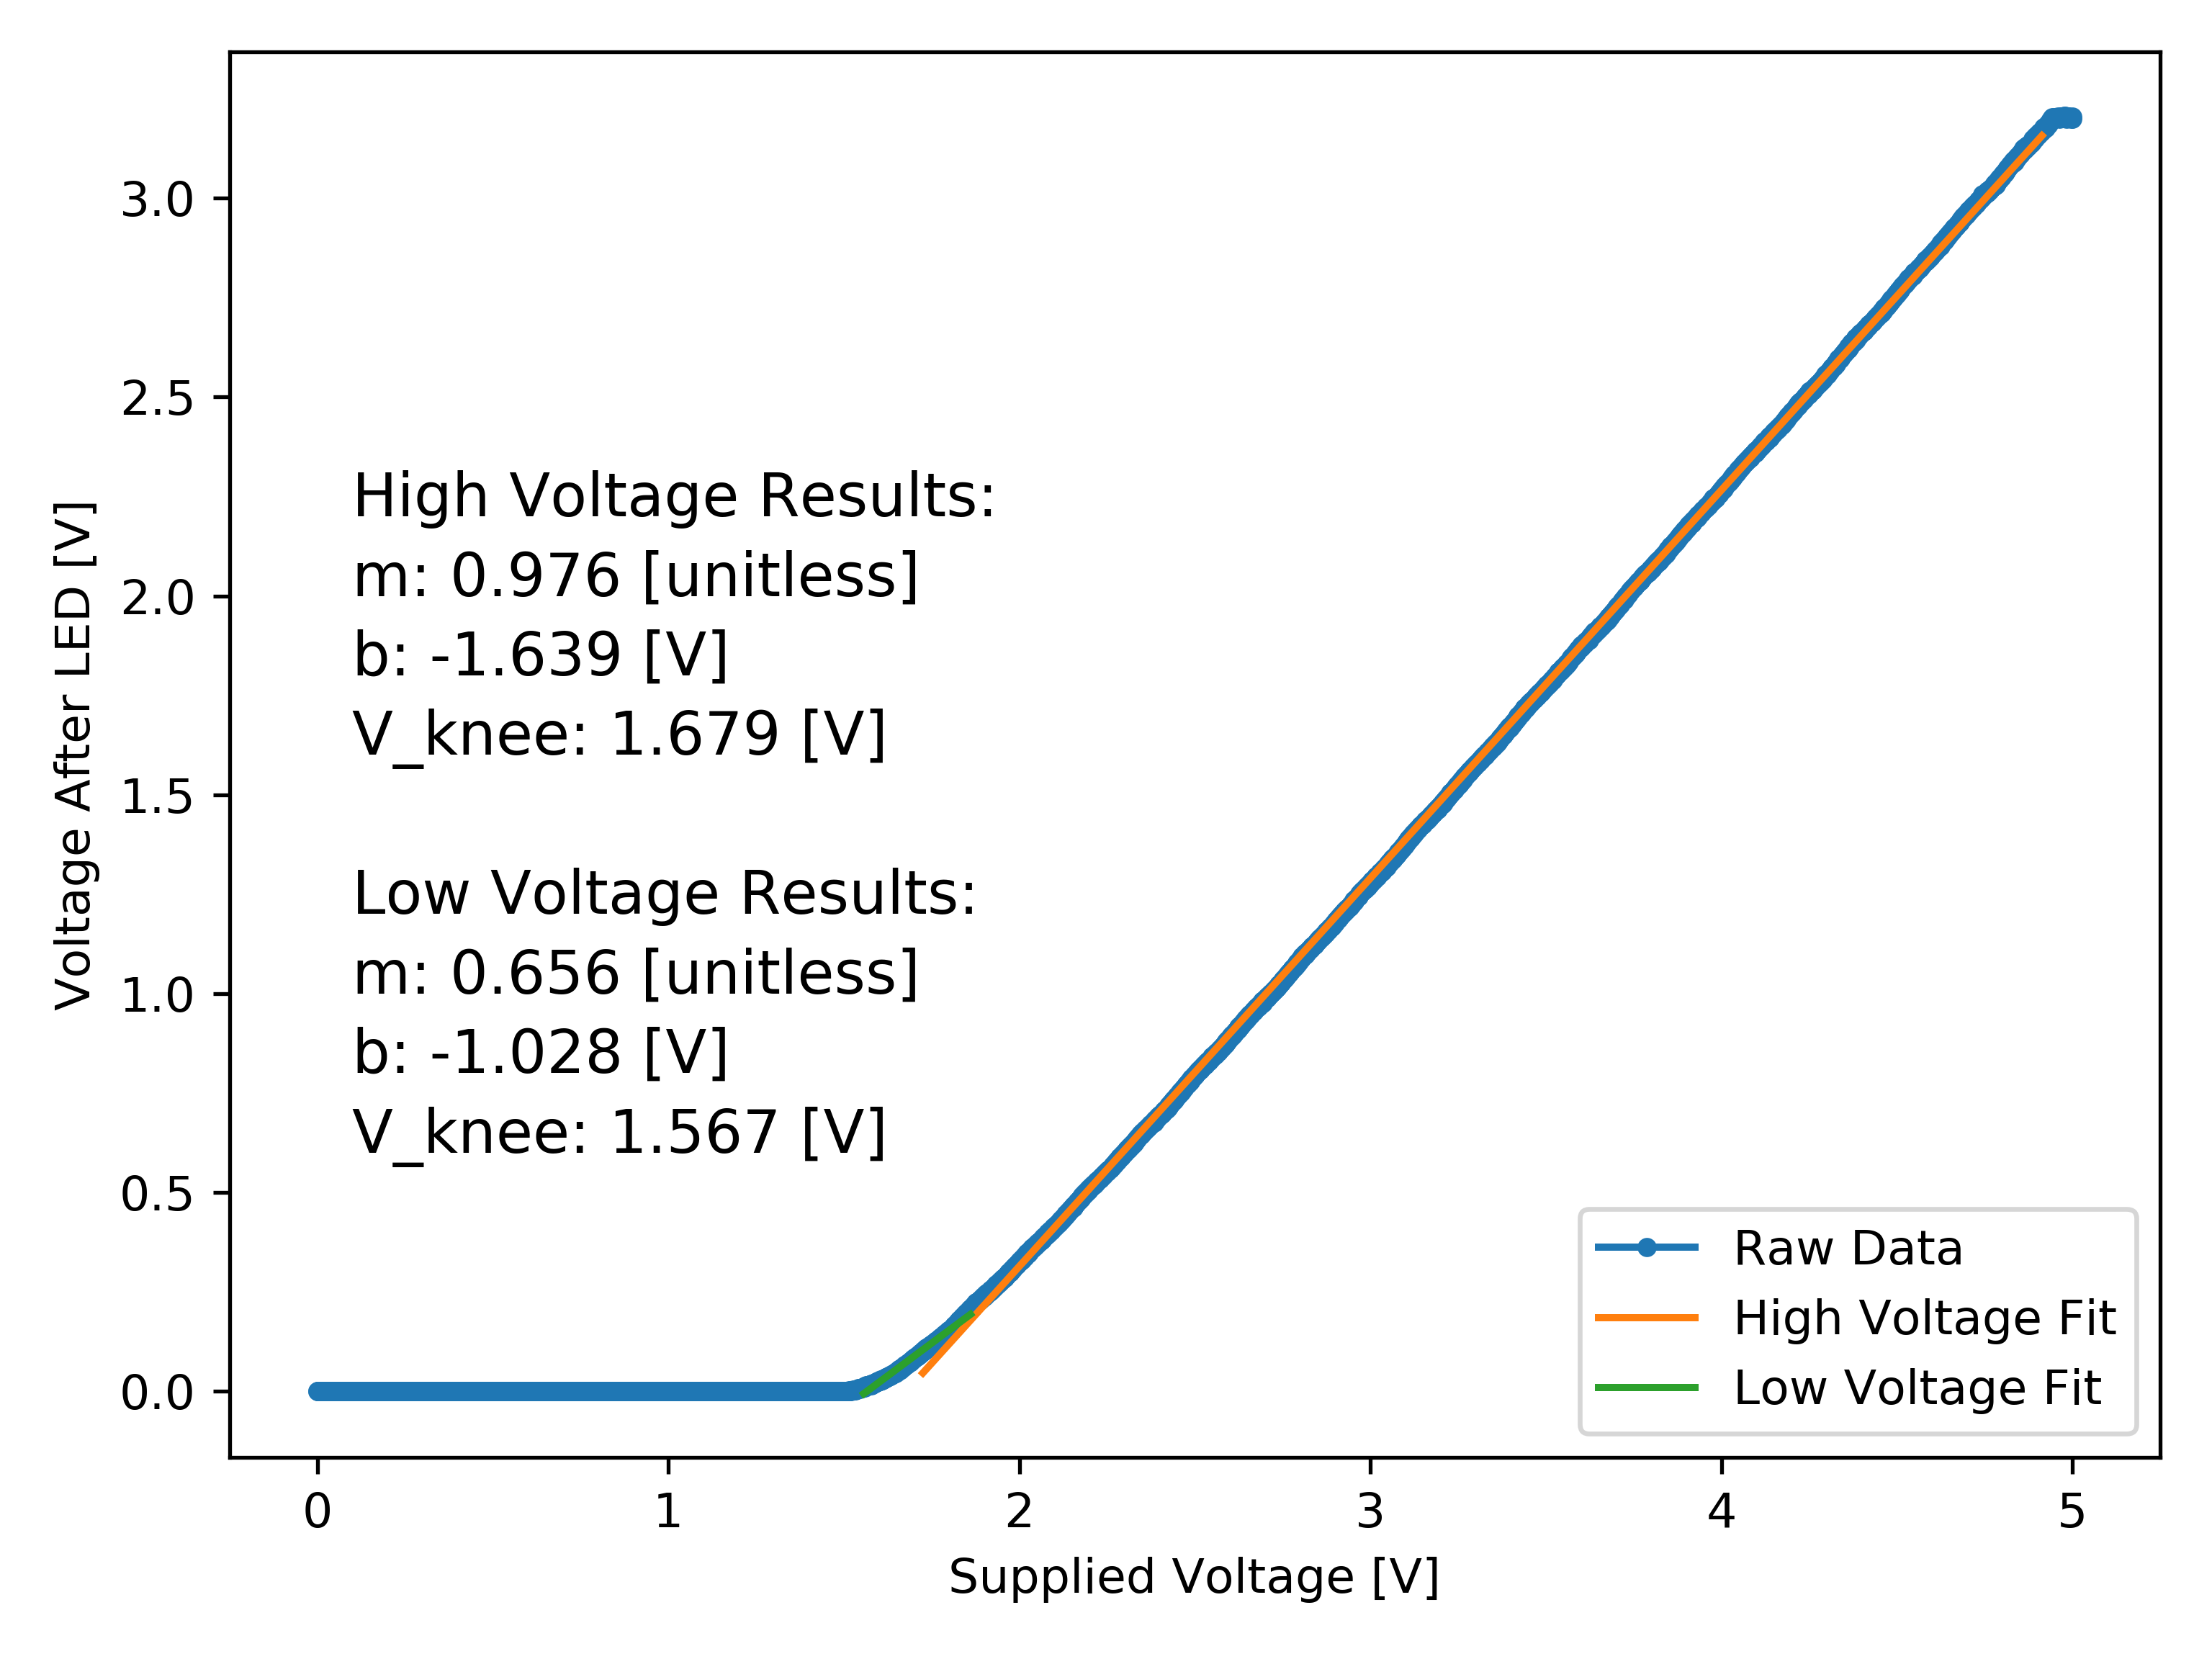 Voltage After LED [V]
3.0
2.5
2.0
1.5
1.0
0.5
0.0
High Voltage Results:
m: 0.976 [unitless]
b: -1.639 [V]
V_knee: 1.679 [V]
Low Voltage Results:
m: 0.656 [unitless]
b: -1.028 [V]
V_knee: 1.567 [V]
Raw Data
High Voltage Fit
Low Voltage Fit
0 1 2 3 4 5
Supplied Voltage [V]